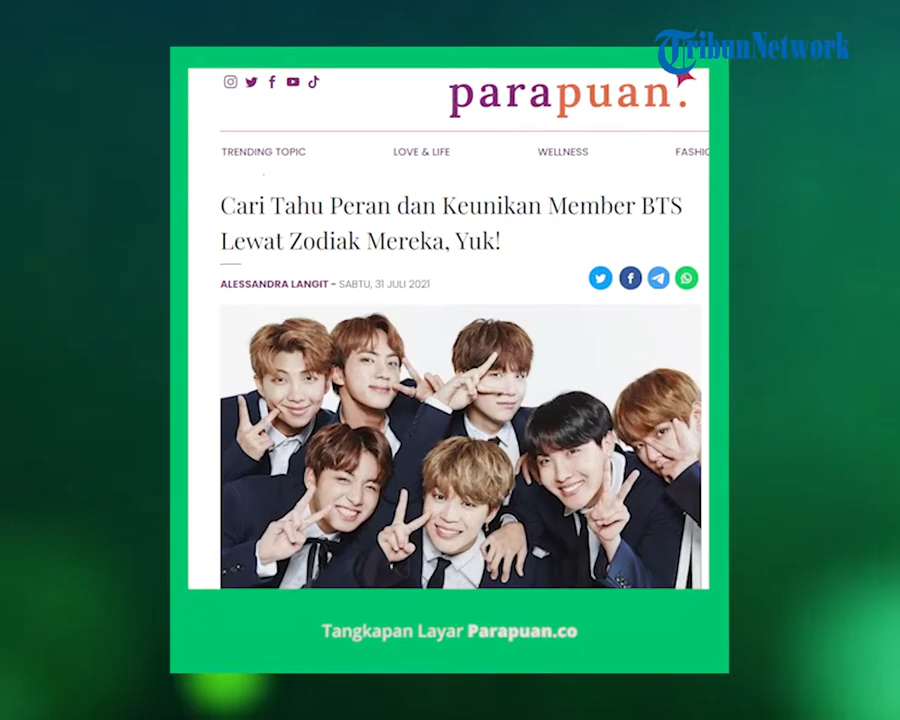 TribunNetwork
parapuan.
TRENDING TOPIC LOVE & LIFE WELLNESS FASHIO
Cari Tahu Peran dan Keunikan Member BTS
Lewat Zodiak Mereka, Yuk!
ALESSANDRA LANGIT - SABTU, 31 JULI 2021
Tangkapan Layar Parapuan.co